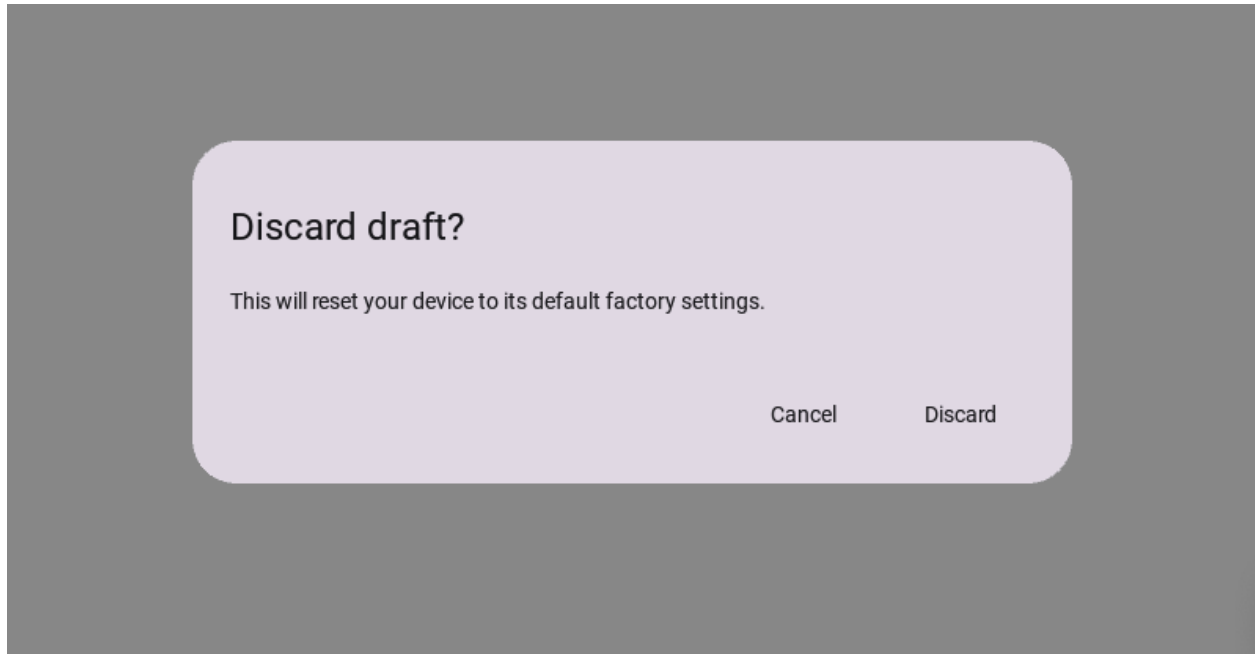 Discard draft?
This will reset your device to its default factory settings.
Cancel Discard